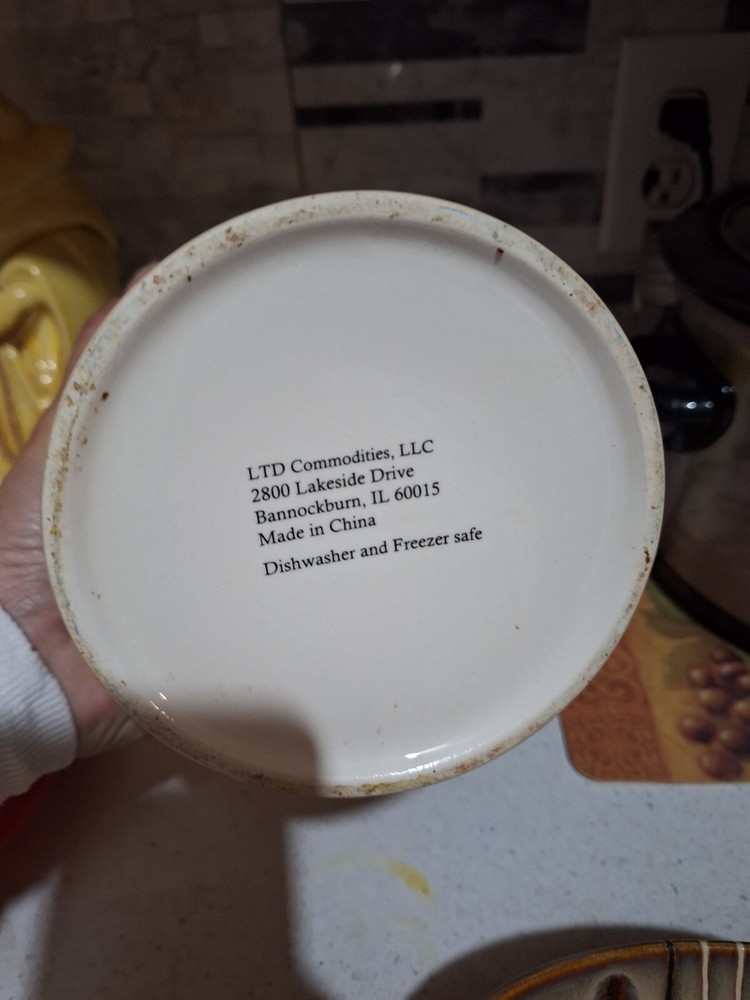 LTD Commodities, LLC
2800 Lakeside Drive
Bannockburn, IL 60015
Made in China
Dishwasher and Freezer safe